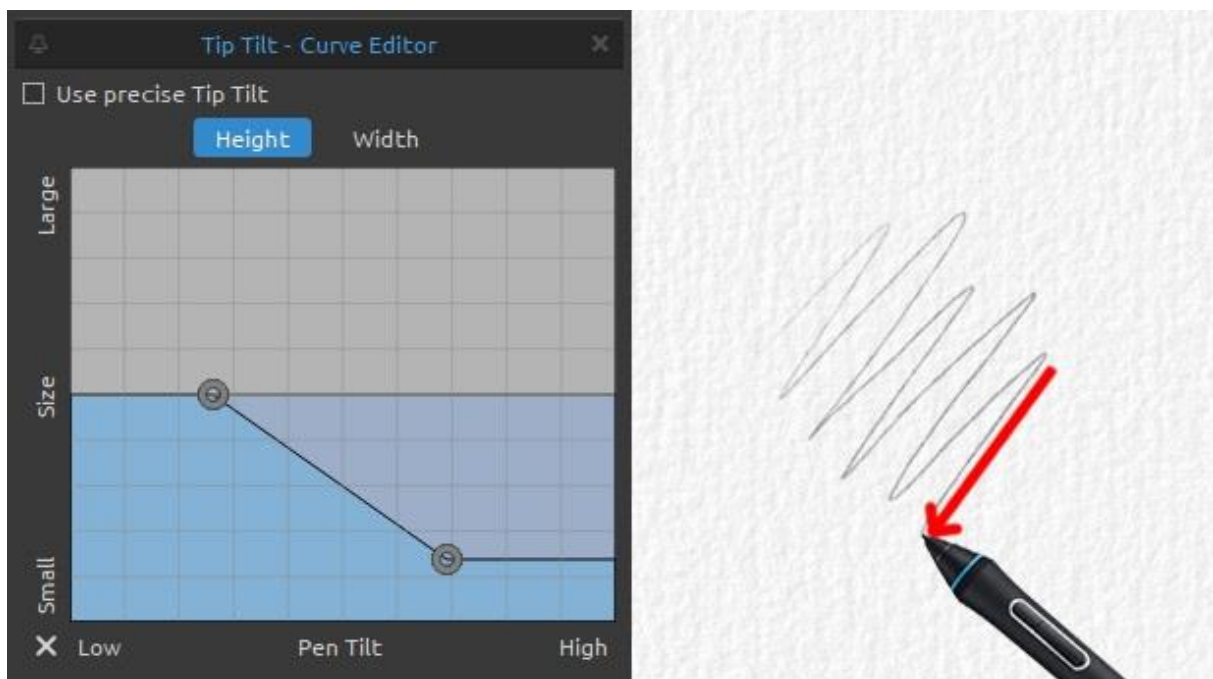 Tip Tilt - Curve Editor
Use precise Tip Tilt
Height Width
Large
Size
Small
Low Pen Tilt High